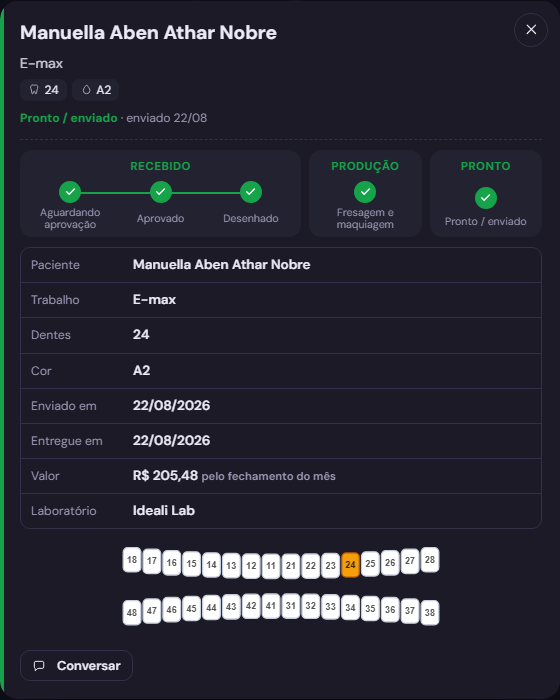 Manuella Aben Athar Nobre
E-max
24 A2
Pronto / enviado · enviado 22/08
RECEBIDO
Aguardando
aprovação
Aprovado
Desenhado
PRODUÇÃO
Fresagem e
maquiagem
PRONTO
Pronto / enviado
Paciente Manuella Aben Athar Nobre
Trabalho E-max
Dentes 24
Cor A2
Enviado em 22/08/2026
Entregue em 22/08/2026
Valor R$ 205,48 pelo fechamento do mês
Laboratório Ideali Lab
18 17 16 15 14 13 12 11 21 22 23 24 25 26 27 28
48 47 46 45 44 43 42 41 31 32 33 34 35 36 37 38
Conversar